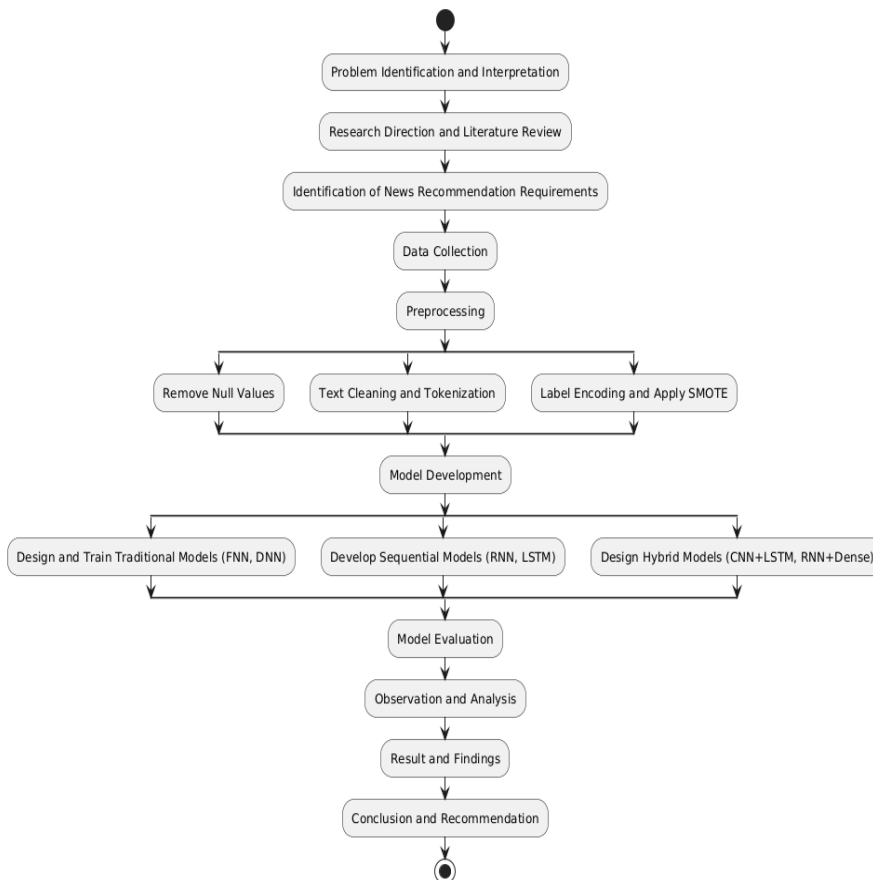 Problem Identification and Interpretation
Research Direction and Literature Review
Identification of News Recommendation Requirements
Data Collection
Preprocessing
Remove Null Values
Text Cleaning and Tokenization
Label Encoding and Apply SMOTE
Model Development
Design and Train Traditional Models (FNN, DNN)
Develop Sequential Models (RNN, LSTM)
Design Hybrid Models (CNN+LSTM, RNN+Dense)
Model Evaluation
Observation and Analysis
Result and Findings
Conclusion and Recommendation